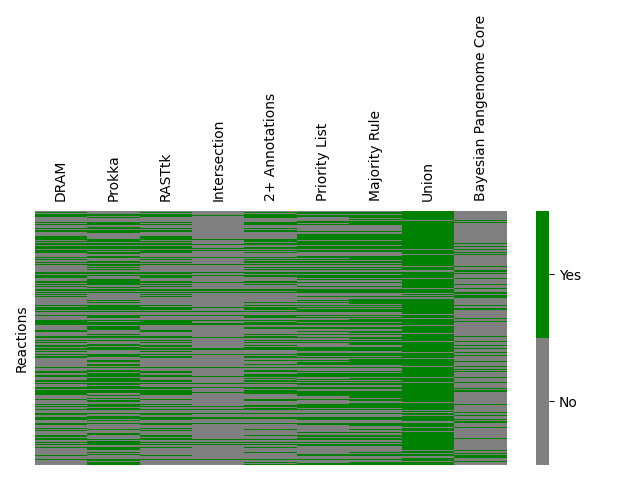 DRAM
Prokka
RASTtk
Intersection
2+ Annotations
Priority List
Majority Rule
Union
Bayesian Pangenome Core
Reactions
Yes
No